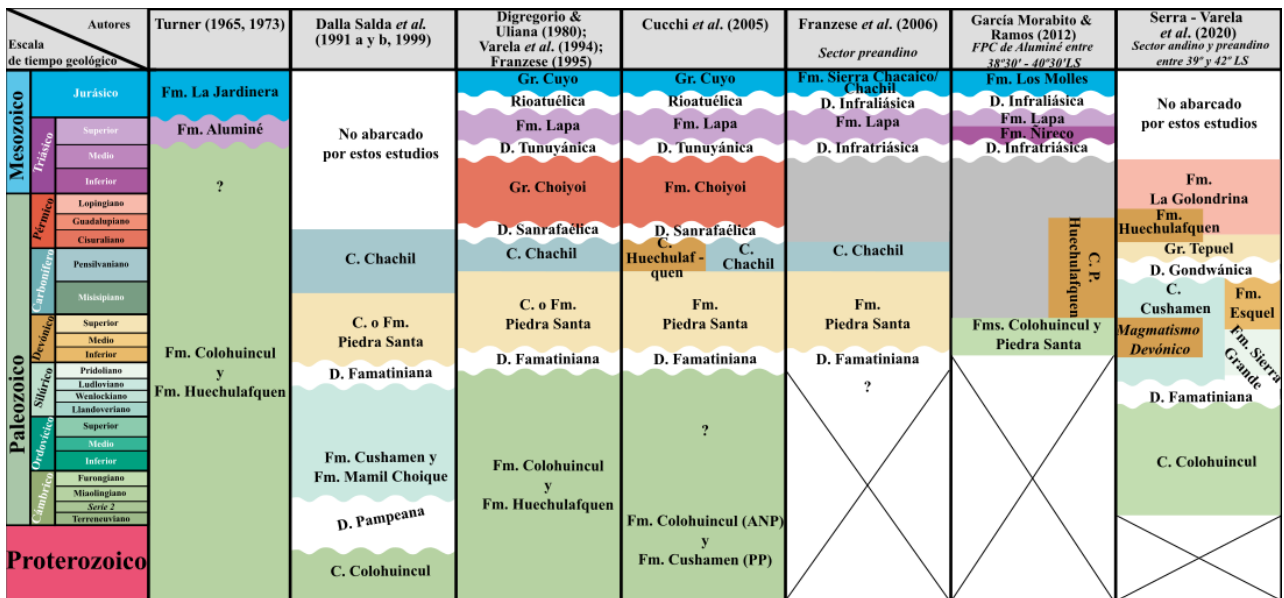 Autores
Escala
de tiempo geológico
Turner (1965, 1973)
Dalla Salda et al.
(1991 a y b, 1999)
Digregorio &
Uliana (1980);
Varela et al. (1994);
Franzese (1995)
Cucchi et al. (2005)
Franzese et al. (2006)
Sector preandino
García Morabito &
Ramos (2012)
FPC de Aluminé entre
38º30' - 40º30'LS
Serra - Varela
et al. (2020)
Sector andino y preandino
entre 39º y 42º LS
Mesozoico
Jurásico
Triásico
Superior
Medio
Inferior
Paleozoico
Pérmico
Lopingiano
Guadalupiano
Cisuraliano
Carbonífero
Pensilvaniano
Misisipiano
Devónico
Superior
Medio
Inferior
Silúrico
Pridoliano
Ludloviano
Wenlockiano
Llandoveriano
Ordovícico
Superior
Medio
Inferior
Cámbrico
Furongiano
Miaolingiano
Serie 2
Terreneuviano
Proterozoico
Fm. La Jardinera
Fm. Aluminé
?
Fm. Colohuincul
y
Fm. Huechulafquen
No abarcado
por estos estudios
C. Chachil
C. o Fm.
Piedra Santa
D. Famatiniana
Fm. Cushamen y
Fm. Mamil Choique
D. Pampeana
C. Colohuincul
Gr. Cuyo
Rioatuélica
Fm. Lapa
D. Tunuyánica
Gr. Choiyoi
D. Sanrafaélica
C. Chachil
C. o Fm.
Piedra Santa
D. Famatiniana
Fm. Colohuincul
y
Fm. Huechulafquen
Gr. Cuyo
Rioatuélica
Fm. Lapa
D. Tunuyánica
Fm. Choiyoi
D. Sanrafaélica
C.
Huechulaf -
quen
C.
Chachil
Fm.
Piedra Santa
D. Famatiniana
?
Fm. Colohuincul (ANP)
y
Fm. Cushamen (PP)
Fm. Sierra Chacaico/
Chachil
D. Infraliásica
Fm. Lapa
D. Infratriásica
C. Chachil
Fm.
Piedra Santa
D. Famatiniana
?
Fm. Los Molles
D. Infraliásica
Fm. Lapa
Fm. Ñireco
D. Infratriásica
C. P.
Huechulafquen
Fms. Colohuincul y
Piedra Santa
No abarcado
por estos estudios
Fm.
La Golondrina
Fm.
Huechulafquen
Gr. Tepuel
D. Gondwánica
C.
Cushamen
Fm.
Esquel
Magmatismo
Devónico
Fm. Sierra
Grande
D. Famatiniana
C. Colohuincul